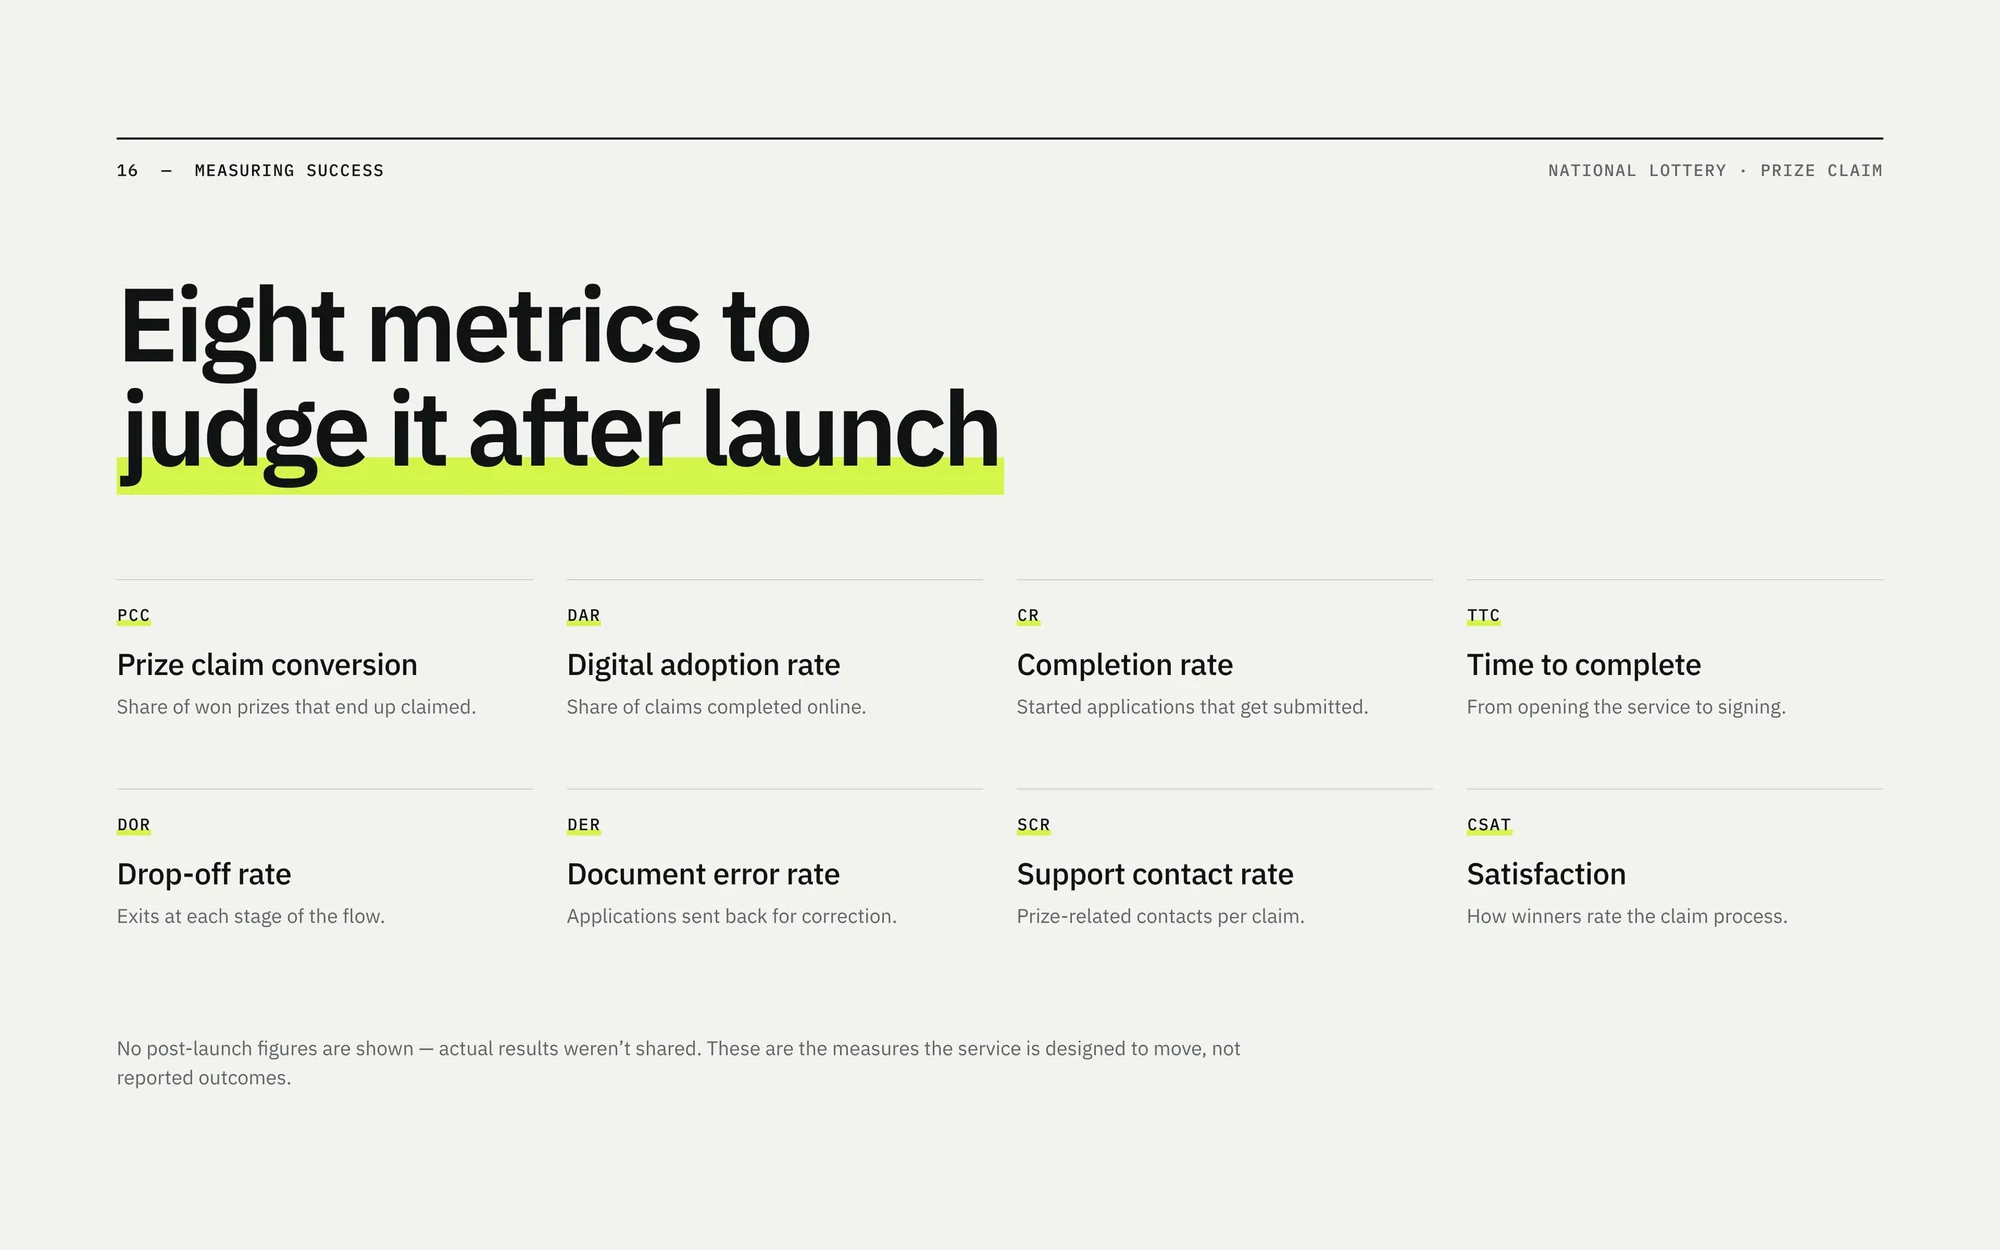 16 — MEASURING SUCCESS
NATIONAL LOTTERY · PRIZE CLAIM
Eight metrics to
judge it after launch
PCC
Prize claim conversion
Share of won prizes that end up claimed.
DAR
Digital adoption rate
Share of claims completed online.
CR
Completion rate
Started applications that get submitted.
TTC
Time to complete
From opening the service to signing.
DOR
Drop-off rate
Exits at each stage of the flow.
DER
Document error rate
Applications sent back for correction.
SCR
Support contact rate
Prize-related contacts per claim.
CSAT
Satisfaction
How winners rate the claim process.
No post-launch figures are shown — actual results weren’t shared. These are the measures the service is designed to move, not
reported outcomes.